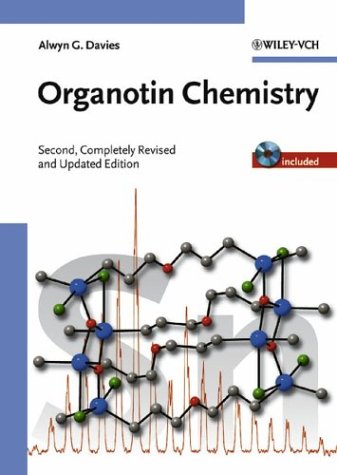 Alwyn G. Davies
WILEY-VCH
Organotin Chemistry
Second, Completely Revised
and Updated Edition
included
Sn